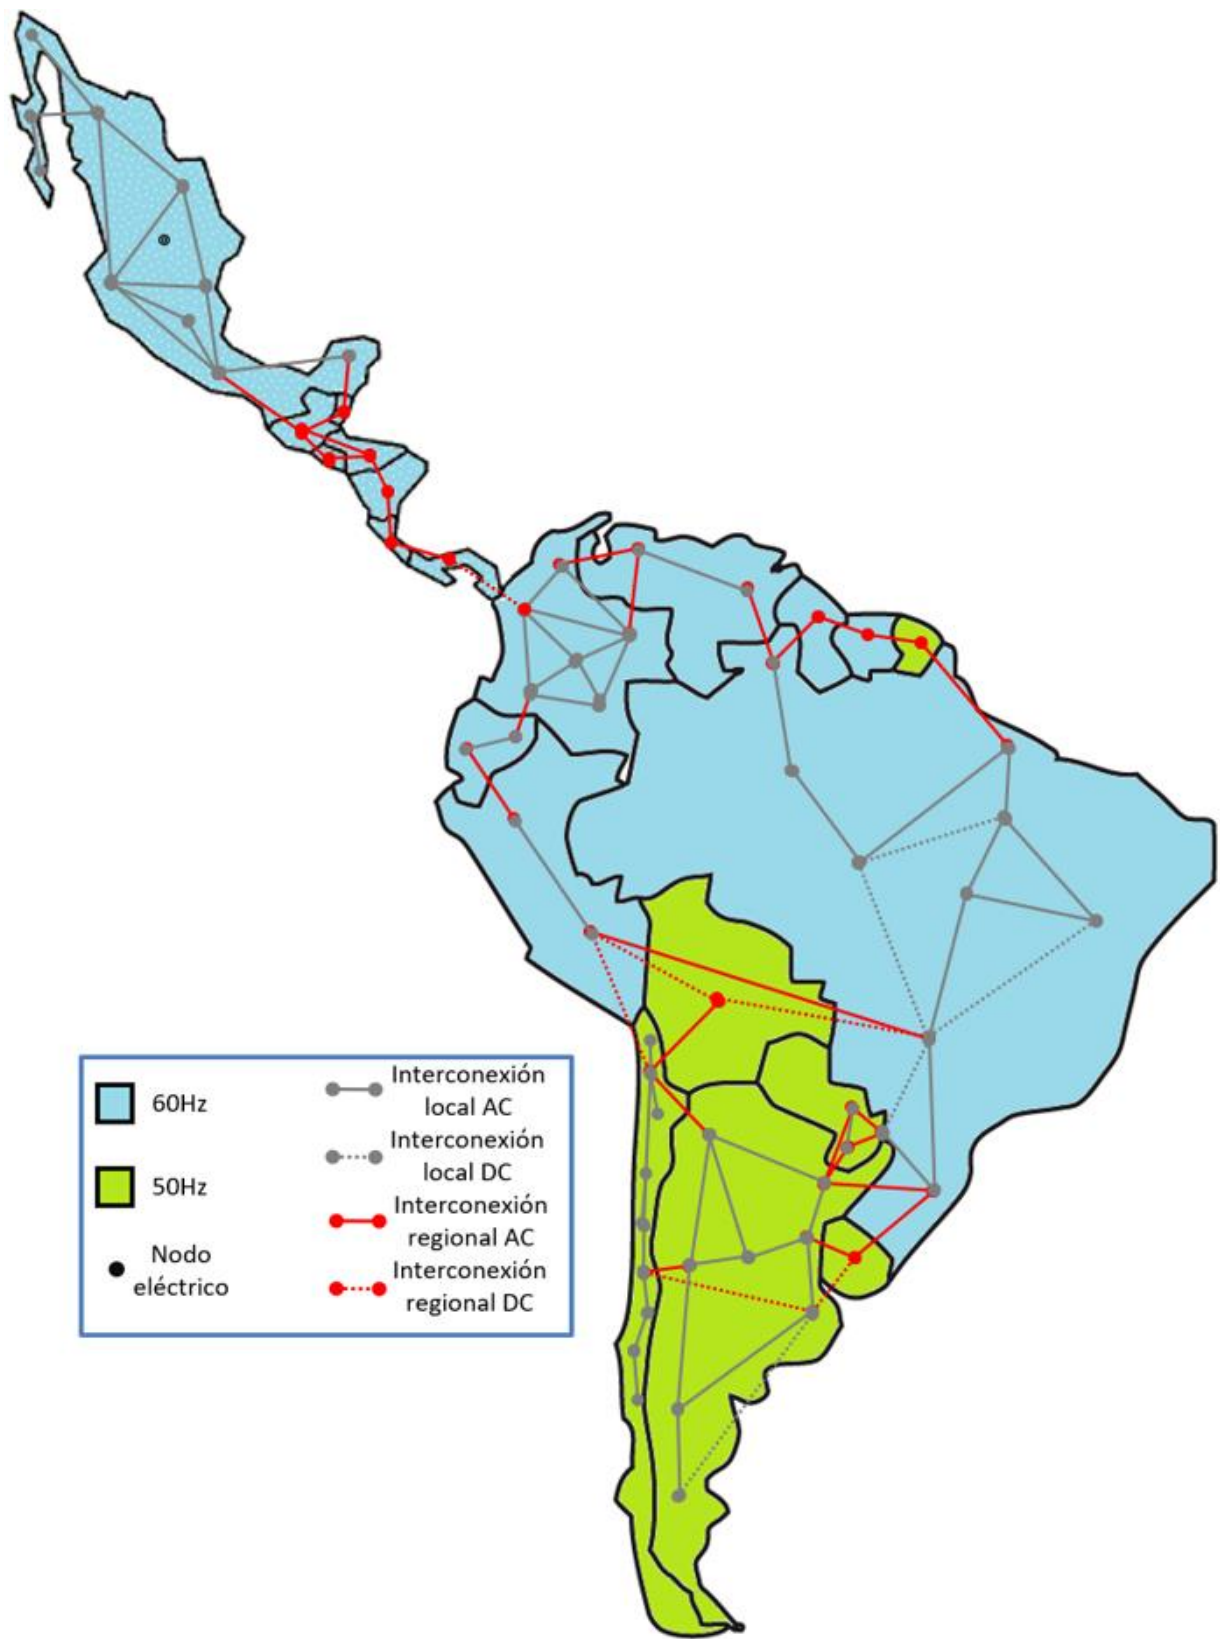 60Hz
50Hz
Nodo
eléctrico
Interconexión
local AC
Interconexión
local DC
Interconexión
regional AC
Interconexión
regional DC